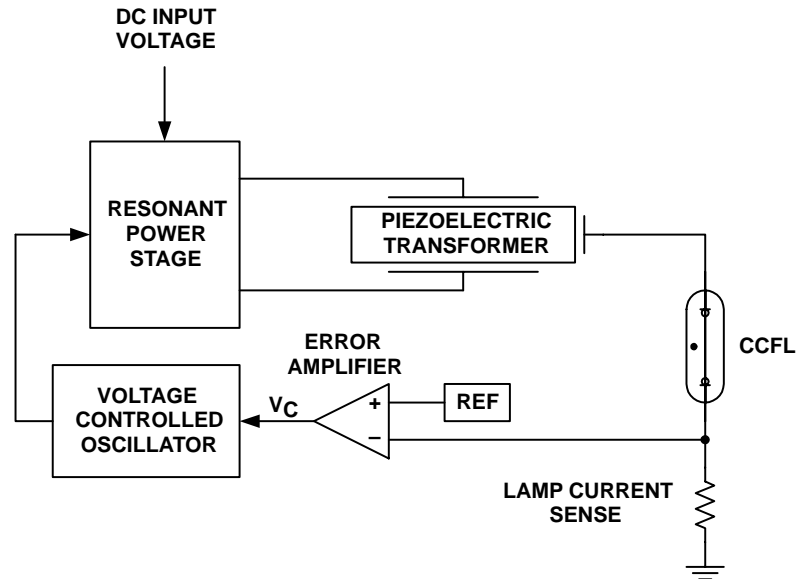 DC INPUT
VOLTAGE
RESONANT
POWER
STAGE
PIEZOELECTRIC
TRANSFORMER
CCFL
ERROR
AMPLIFIER
VOLTAGE
CONTROLLED
OSCILLATOR
VC
+
−
REF
LAMP CURRENT
SENSE